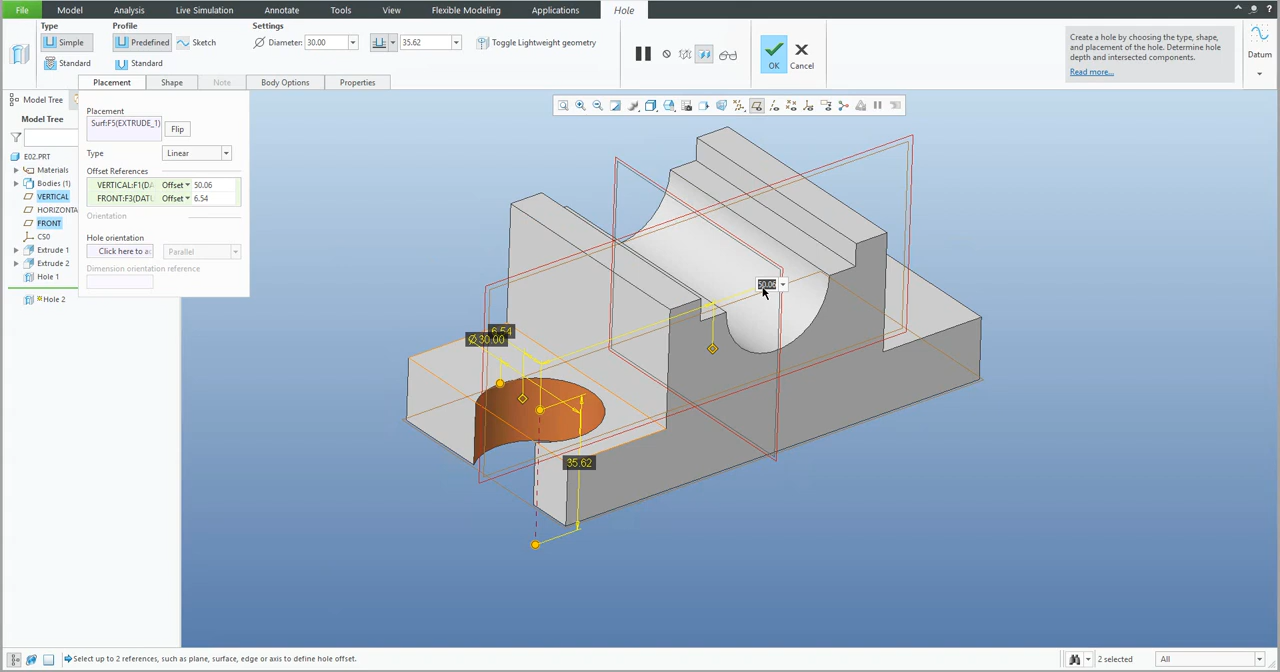 File Model Analysis Live Simulation Annotate Tools View Flexible Modeling Applications Hole
Type Profile Settings
Simple Predefined Sketch Diameter: 30.00 35.62 Toggle Lightweight geometry
Standard Standard
OK Cancel
Create a hole by choosing the type, shape,
and placement of the hole. Determine hole
depth and intersected components.
Read more...
Datum
Placement Shape Note Body Options Properties
Model Tree
Model Tree
E02.PRT
Materials
Bodies (1)
VERTICAL
HORIZONTA
FRONT
CS0
Extrude 1
Extrude 2
Hole 1
Hole 2
Placement
Surf:F5(EXTRUDE_1)
Flip
Type Linear
Offset References
VERTICAL:F1(DA Offset 50.06
FRONT:F3(DATU Offset 6.54
Orientation
Hole orientation
Click here to a Parallel
Dimension orientation reference
50.06
6.54
Ø30.00
35.62
Select up to 2 references, such as plane, surface, edge or axis to define hole offset.
2 selected All